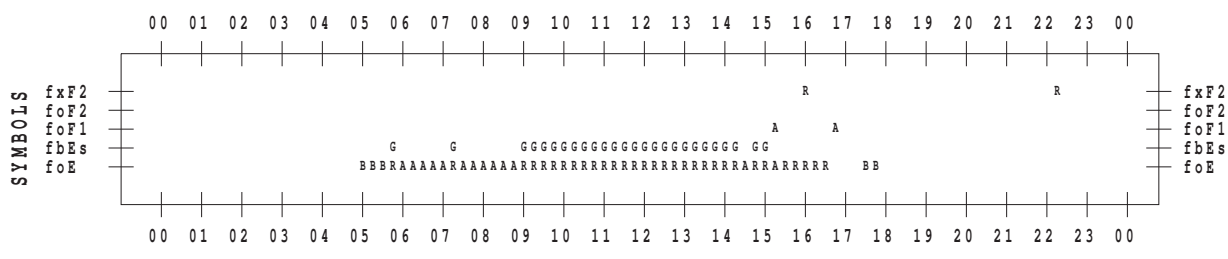 00 01 02 03 04 05 06 07 08 09 10 11 12 13 14 15 16 17 18 19 20 21 22 23 00
SYMBOLS
fxF2 R R fxF2
foF2 foF2
foF1 A A foF1
fbEs G G GGGGGGGGGGGGGGGGGGGGGG GG fbEs
foE BBBRAAAAARAAAAAARRRRRRRRRRRRRRRRRRRRRRARRARRRRR BB foE
00 01 02 03 04 05 06 07 08 09 10 11 12 13 14 15 16 17 18 19 20 21 22 23 00